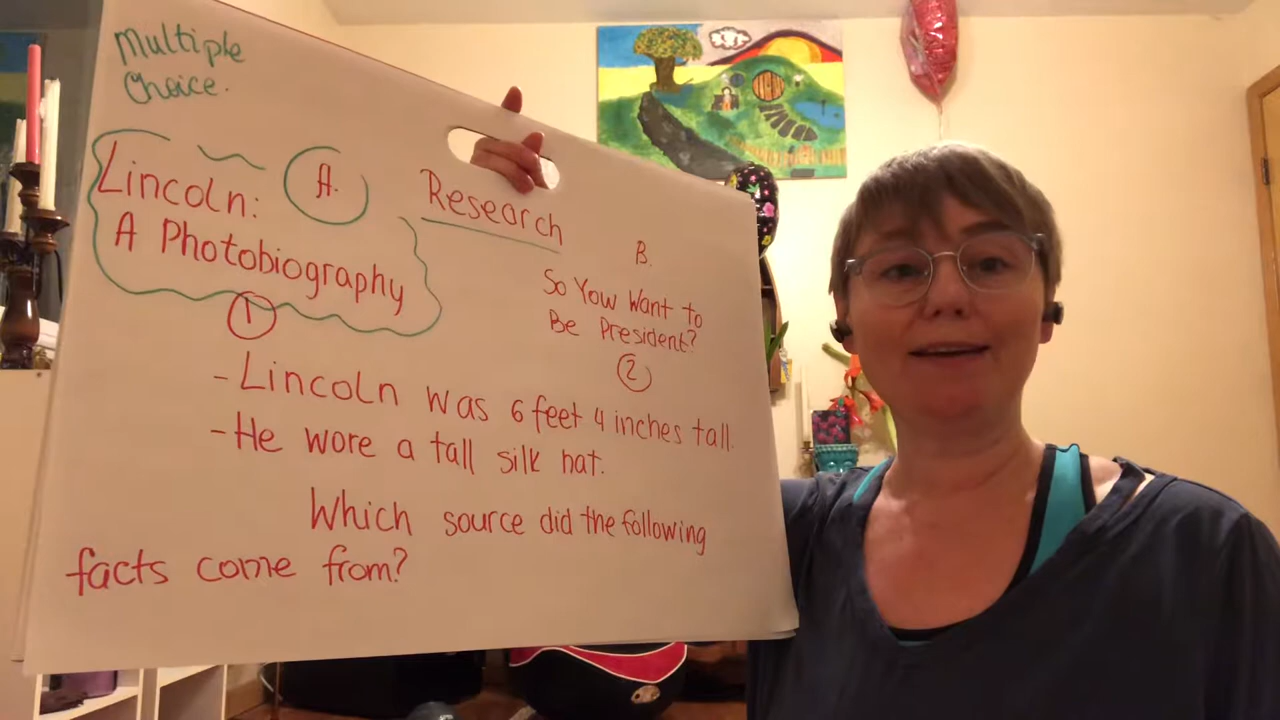 Multiple
Choice.
Lincoln:
A Photobiography
1
A.
Research
B.
So You Want to
Be President?
2
- Lincoln was 6 feet 4 inches tall.
- He wore a tall silk hat.
Which source did the following
facts come from?